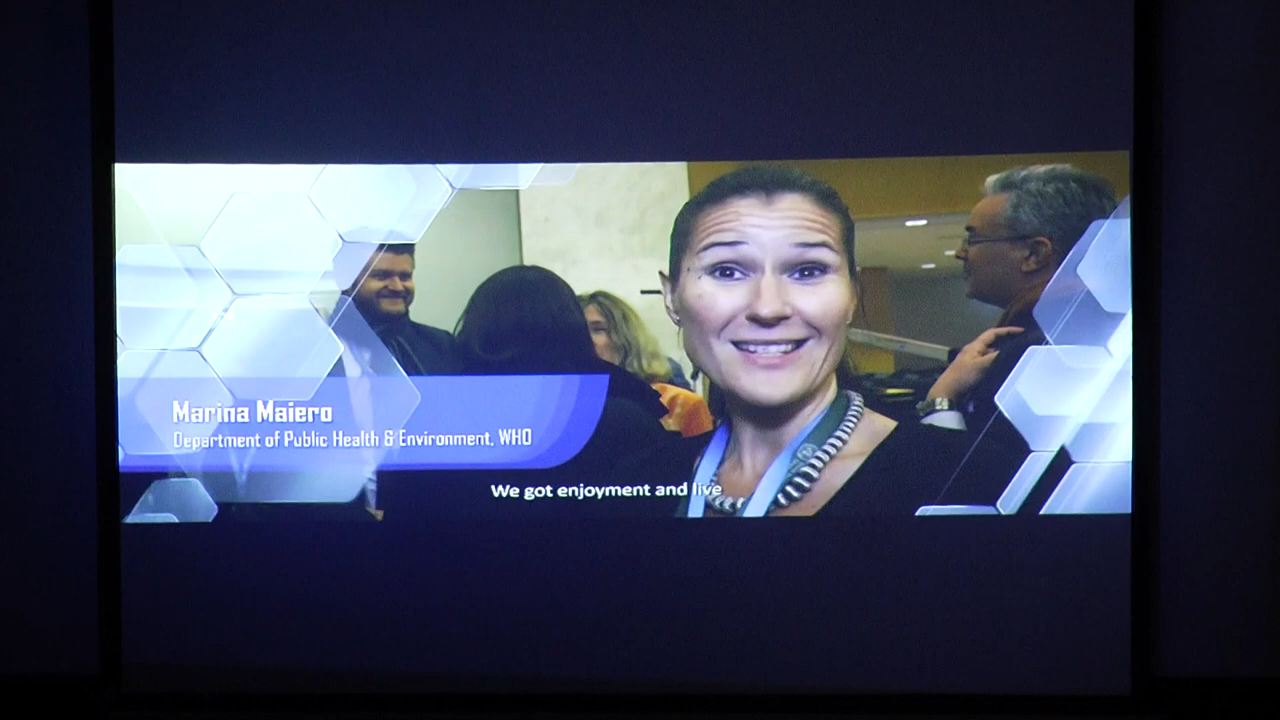 Marina Maiero
Department of Public Health & Environment, WHO
We got enjoyment and live